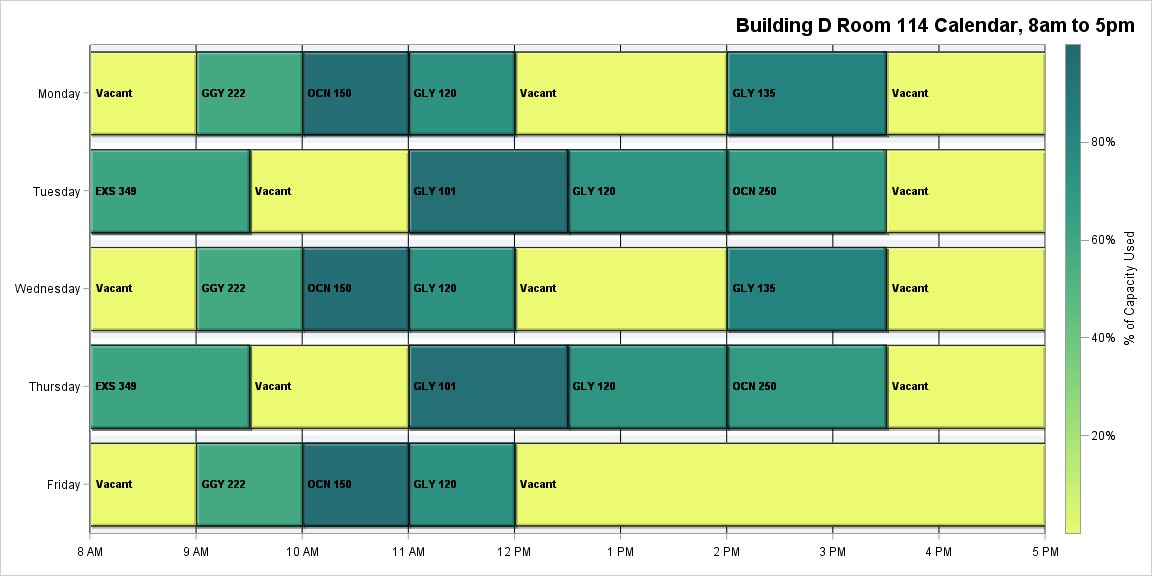 Building D Room 114 Calendar, 8am to 5pm
Monday
Vacant
GGY 222
OCN 150
GLY 120
Vacant
GLY 135
Vacant
Tuesday
EXS 349
Vacant
GLY 101
GLY 120
OCN 250
Vacant
Wednesday
Vacant
GGY 222
OCN 150
GLY 120
Vacant
GLY 135
Vacant
Thursday
EXS 349
Vacant
GLY 101
GLY 120
OCN 250
Vacant
Friday
Vacant
GGY 222
OCN 150
GLY 120
Vacant
8 AM
9 AM
10 AM
11 AM
12 PM
1 PM
2 PM
3 PM
4 PM
5 PM
80%
60%
40%
20%
% of Capacity Used